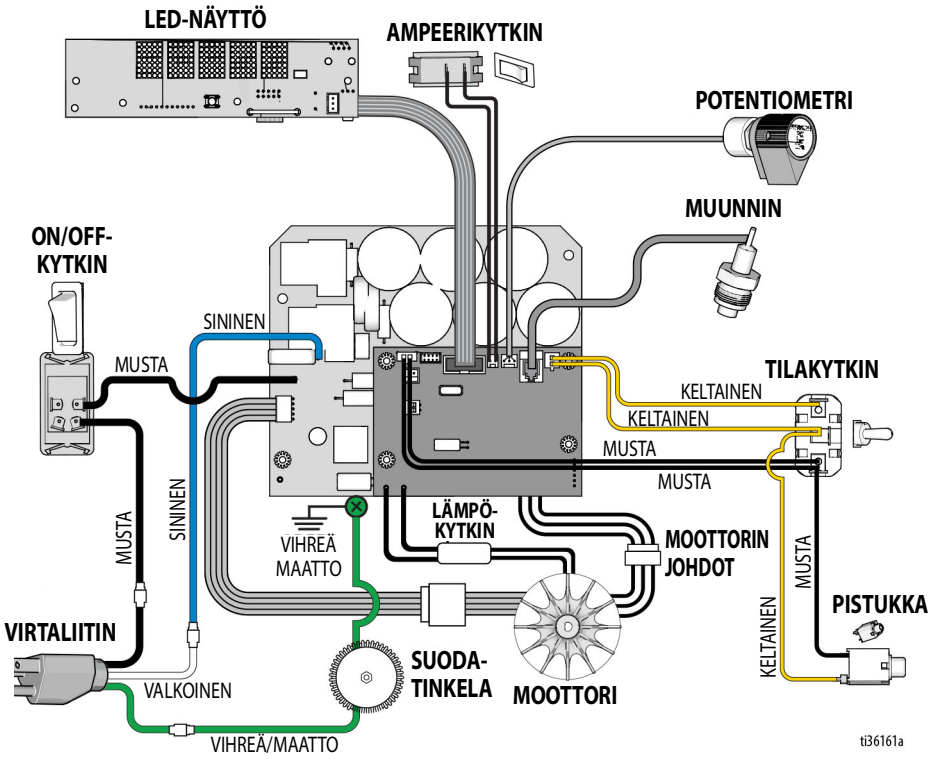 LED-NÄYTTÖ
AMPEERIKYTKIN
POTENTIOMETRI
MUUNNIN
ON/OFF-
KYTKIN
SININEN
MUSTA
KELTAINEN
TILAKYTKIN
KELTAINEN
MUSTA
MUSTA
SININEN
MUSTA
LÄMPÖ-
KYTKIN
VIHREÄ
MAATTO
MOOTTORIN
JOHDOT
MUSTA
KELTAINEN
PISTUKKA
VIRTALIITIN
SUODA-
TINKELA
MOOTTORI
VALKOINEN
VIHREÄ/MAATTO
ti36161a